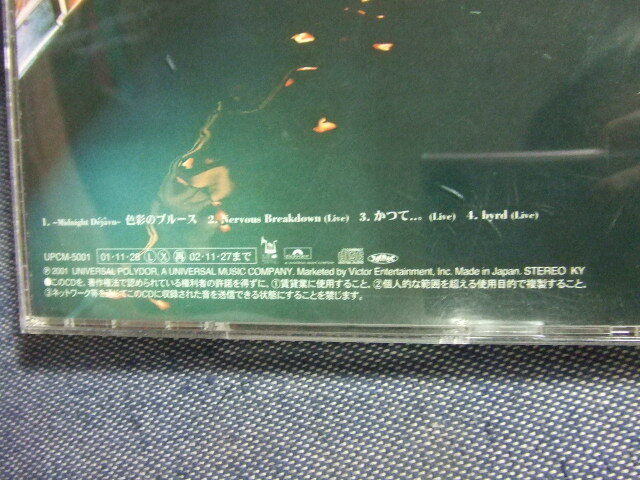 1. ~Midnight Dejavu~ 色彩のブルース 2. Nervous Breakdown (Live) 3. かつて..。(Live) 4. byrd (Live)
UPCM-5001 01·11·28 L X 再 02·11·27まで
Ⓟ 2001 UNIVERSAL POLYDOR, A UNIVERSAL MUSIC COMPANY. Marketed by Victor Entertainment, Inc. Made in Japan. STEREO KY
●このCDを、著作権法で認められている権利者の許諾を得ずに、①賃貸業に使用すること、②個人的な範囲を超える使用目的で複製すること、
③ネットワーク等を通じてこのCDに収録された音を送信できる状態にすることを禁じます。